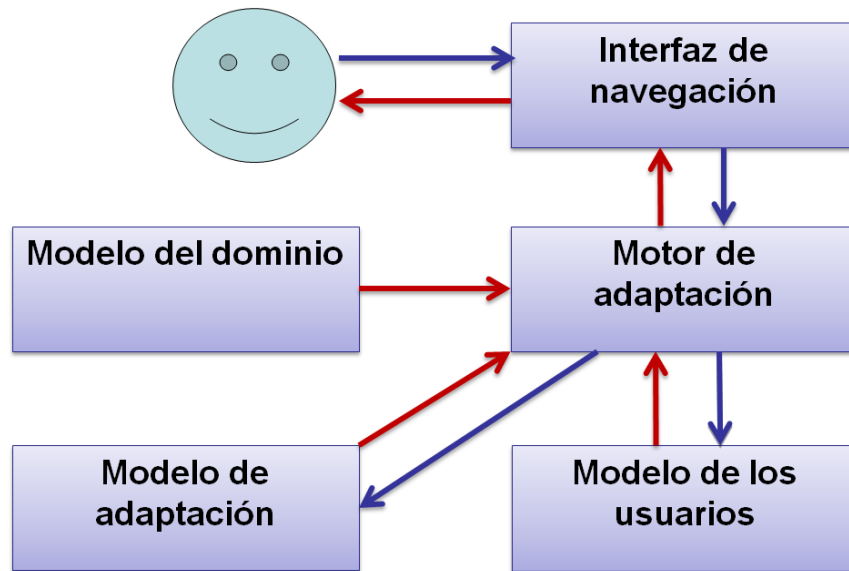 Interfaz de
navegación
Modelo del dominio
Motor de
adaptación
Modelo de
adaptación
Modelo de los
usuarios